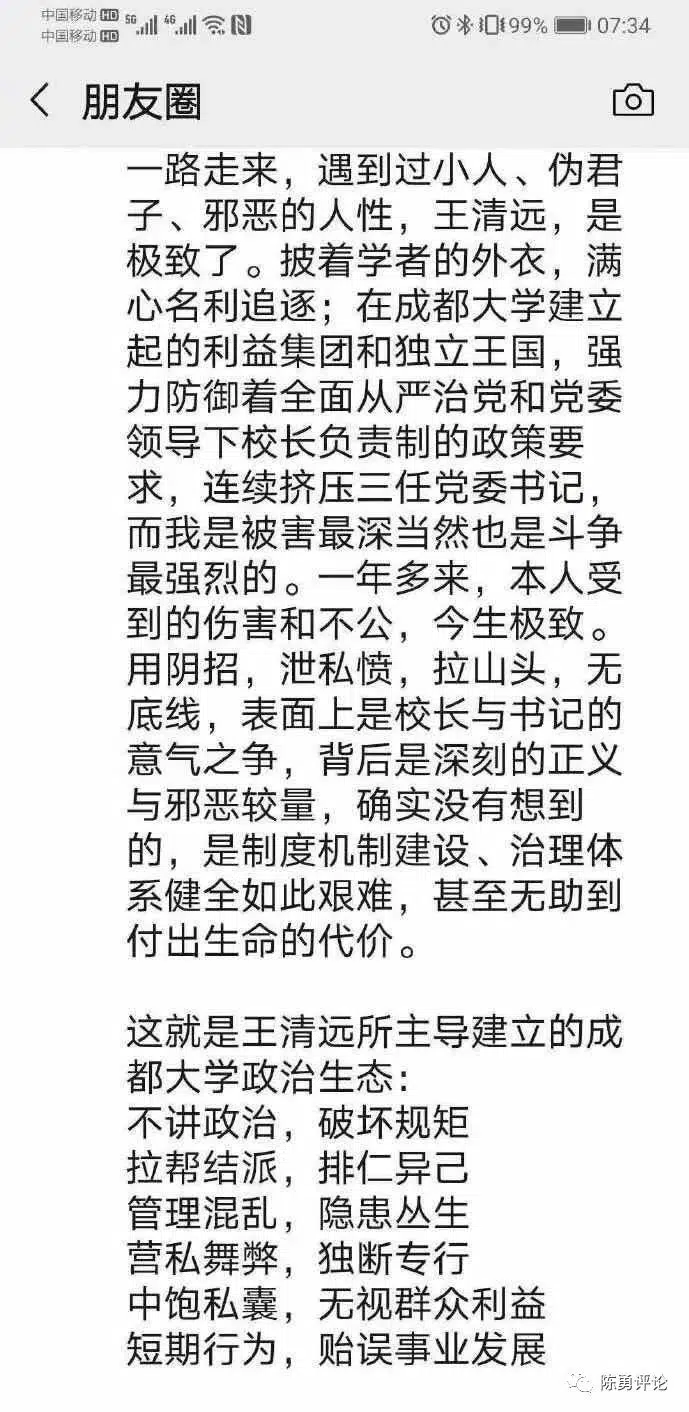 中国移动 HD 5G 4G 99% 07:34
中国移动 HD
朋友圈
一路走来，遇到过小人、伪君
子、邪恶的人性，王清远，是
极致了。披着学者的外衣，满
心名利追逐；在成都大学建立
起的利益集团和独立王国，强
力防御着全面从严治党和党委
领导下校长负责制的政策要
求，连续挤压三任党委书记，
而我是被害最深当然也是斗争
最强烈的。一年多来，本人受
到的伤害和不公，今生极致。
用阴招，泄私愤，拉山头，无
底线，表面上是校长与书记的
意气之争，背后是深刻的正义
与邪恶较量，确实没有想到
的，是制度机制建设、治理体
系健全如此艰难，甚至无助到
付出生命的代价。
这就是王清远所主导建立的成
都大学政治生态：
不讲政治，破坏规矩
拉帮结派，排仁异己
管理混乱，隐患丛生
营私舞弊，独断专行
中饱私囊，无视群众利益
短期行为，贻误事业发展
陈勇评论